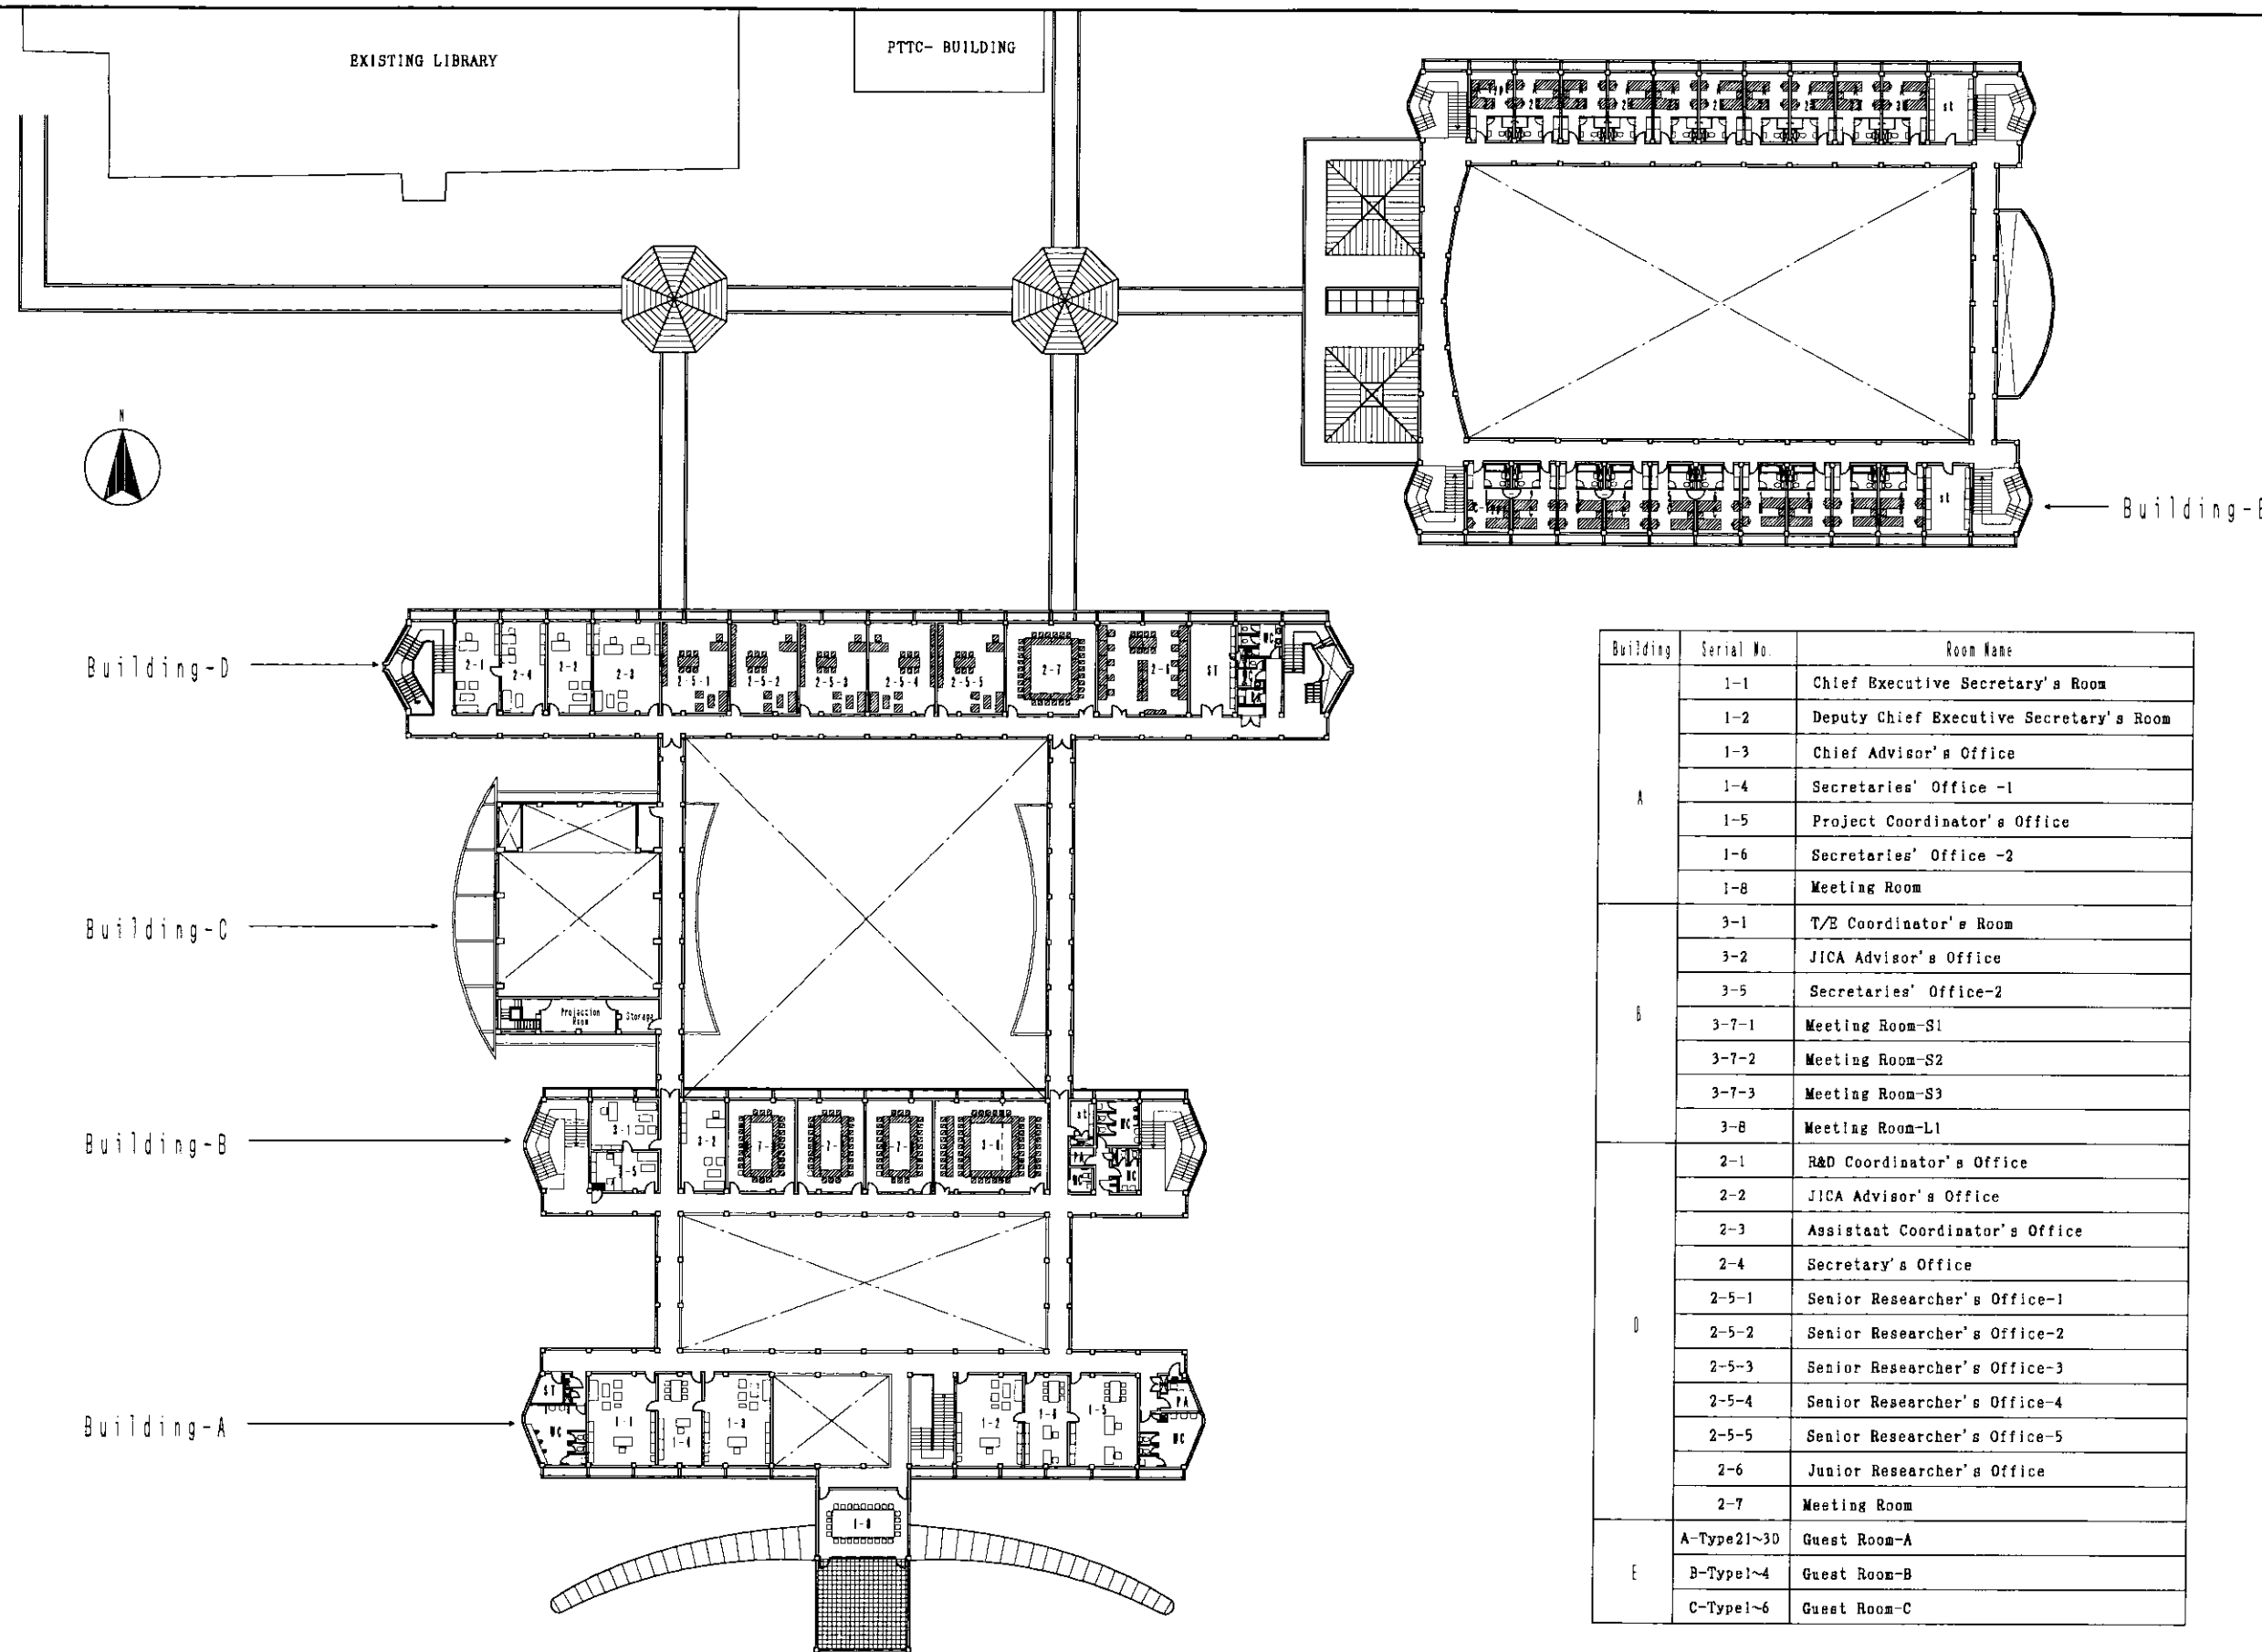 EXISTING LIBRARY
PTTC- BUILDING
st
N
st
Building-E
Building-D
2-1
2-4
2-2
2-3
2-5-1
2-5-2
2-5-3
2-5-4
2-5-5
2-7
2-6
ST
WC
Building-C
Projection
Room
Storage
Building-B
3-1
3-2
3-8
st
WC
PA
WC
WC
Building-A
ST
WC
1-1
1-4
1-3
1-2
1-6
1-5
PA
WC
1-8
Building Serial No. Room Name
A
1-1 Chief Executive Secretary's Room
1-2 Deputy Chief Executive Secretary's Room
1-3 Chief Advisor's Office
1-4 Secretaries' Office -1
1-5 Project Coordinator's Office
1-6 Secretaries' Office -2
1-8 Meeting Room
B
3-1 T/E Coordinator's Room
3-2 JICA Advisor's Office
3-5 Secretaries' Office-2
3-7-1 Meeting Room-S1
3-7-2 Meeting Room-S2
3-7-3 Meeting Room-S3
3-8 Meeting Room-L1
D
2-1 R&D Coordinator's Office
2-2 JICA Advisor's Office
2-3 Assistant Coordinator's Office
2-4 Secretary's Office
2-5-1 Senior Researcher's Office-1
2-5-2 Senior Researcher's Office-2
2-5-3 Senior Researcher's Office-3
2-5-4 Senior Researcher's Office-4
2-5-5 Senior Researcher's Office-5
2-6 Junior Researcher's Office
2-7 Meeting Room
E
A-Type21~30 Guest Room-A
B-Type1~4 Guest Room-B
C-Type1~6 Guest Room-C